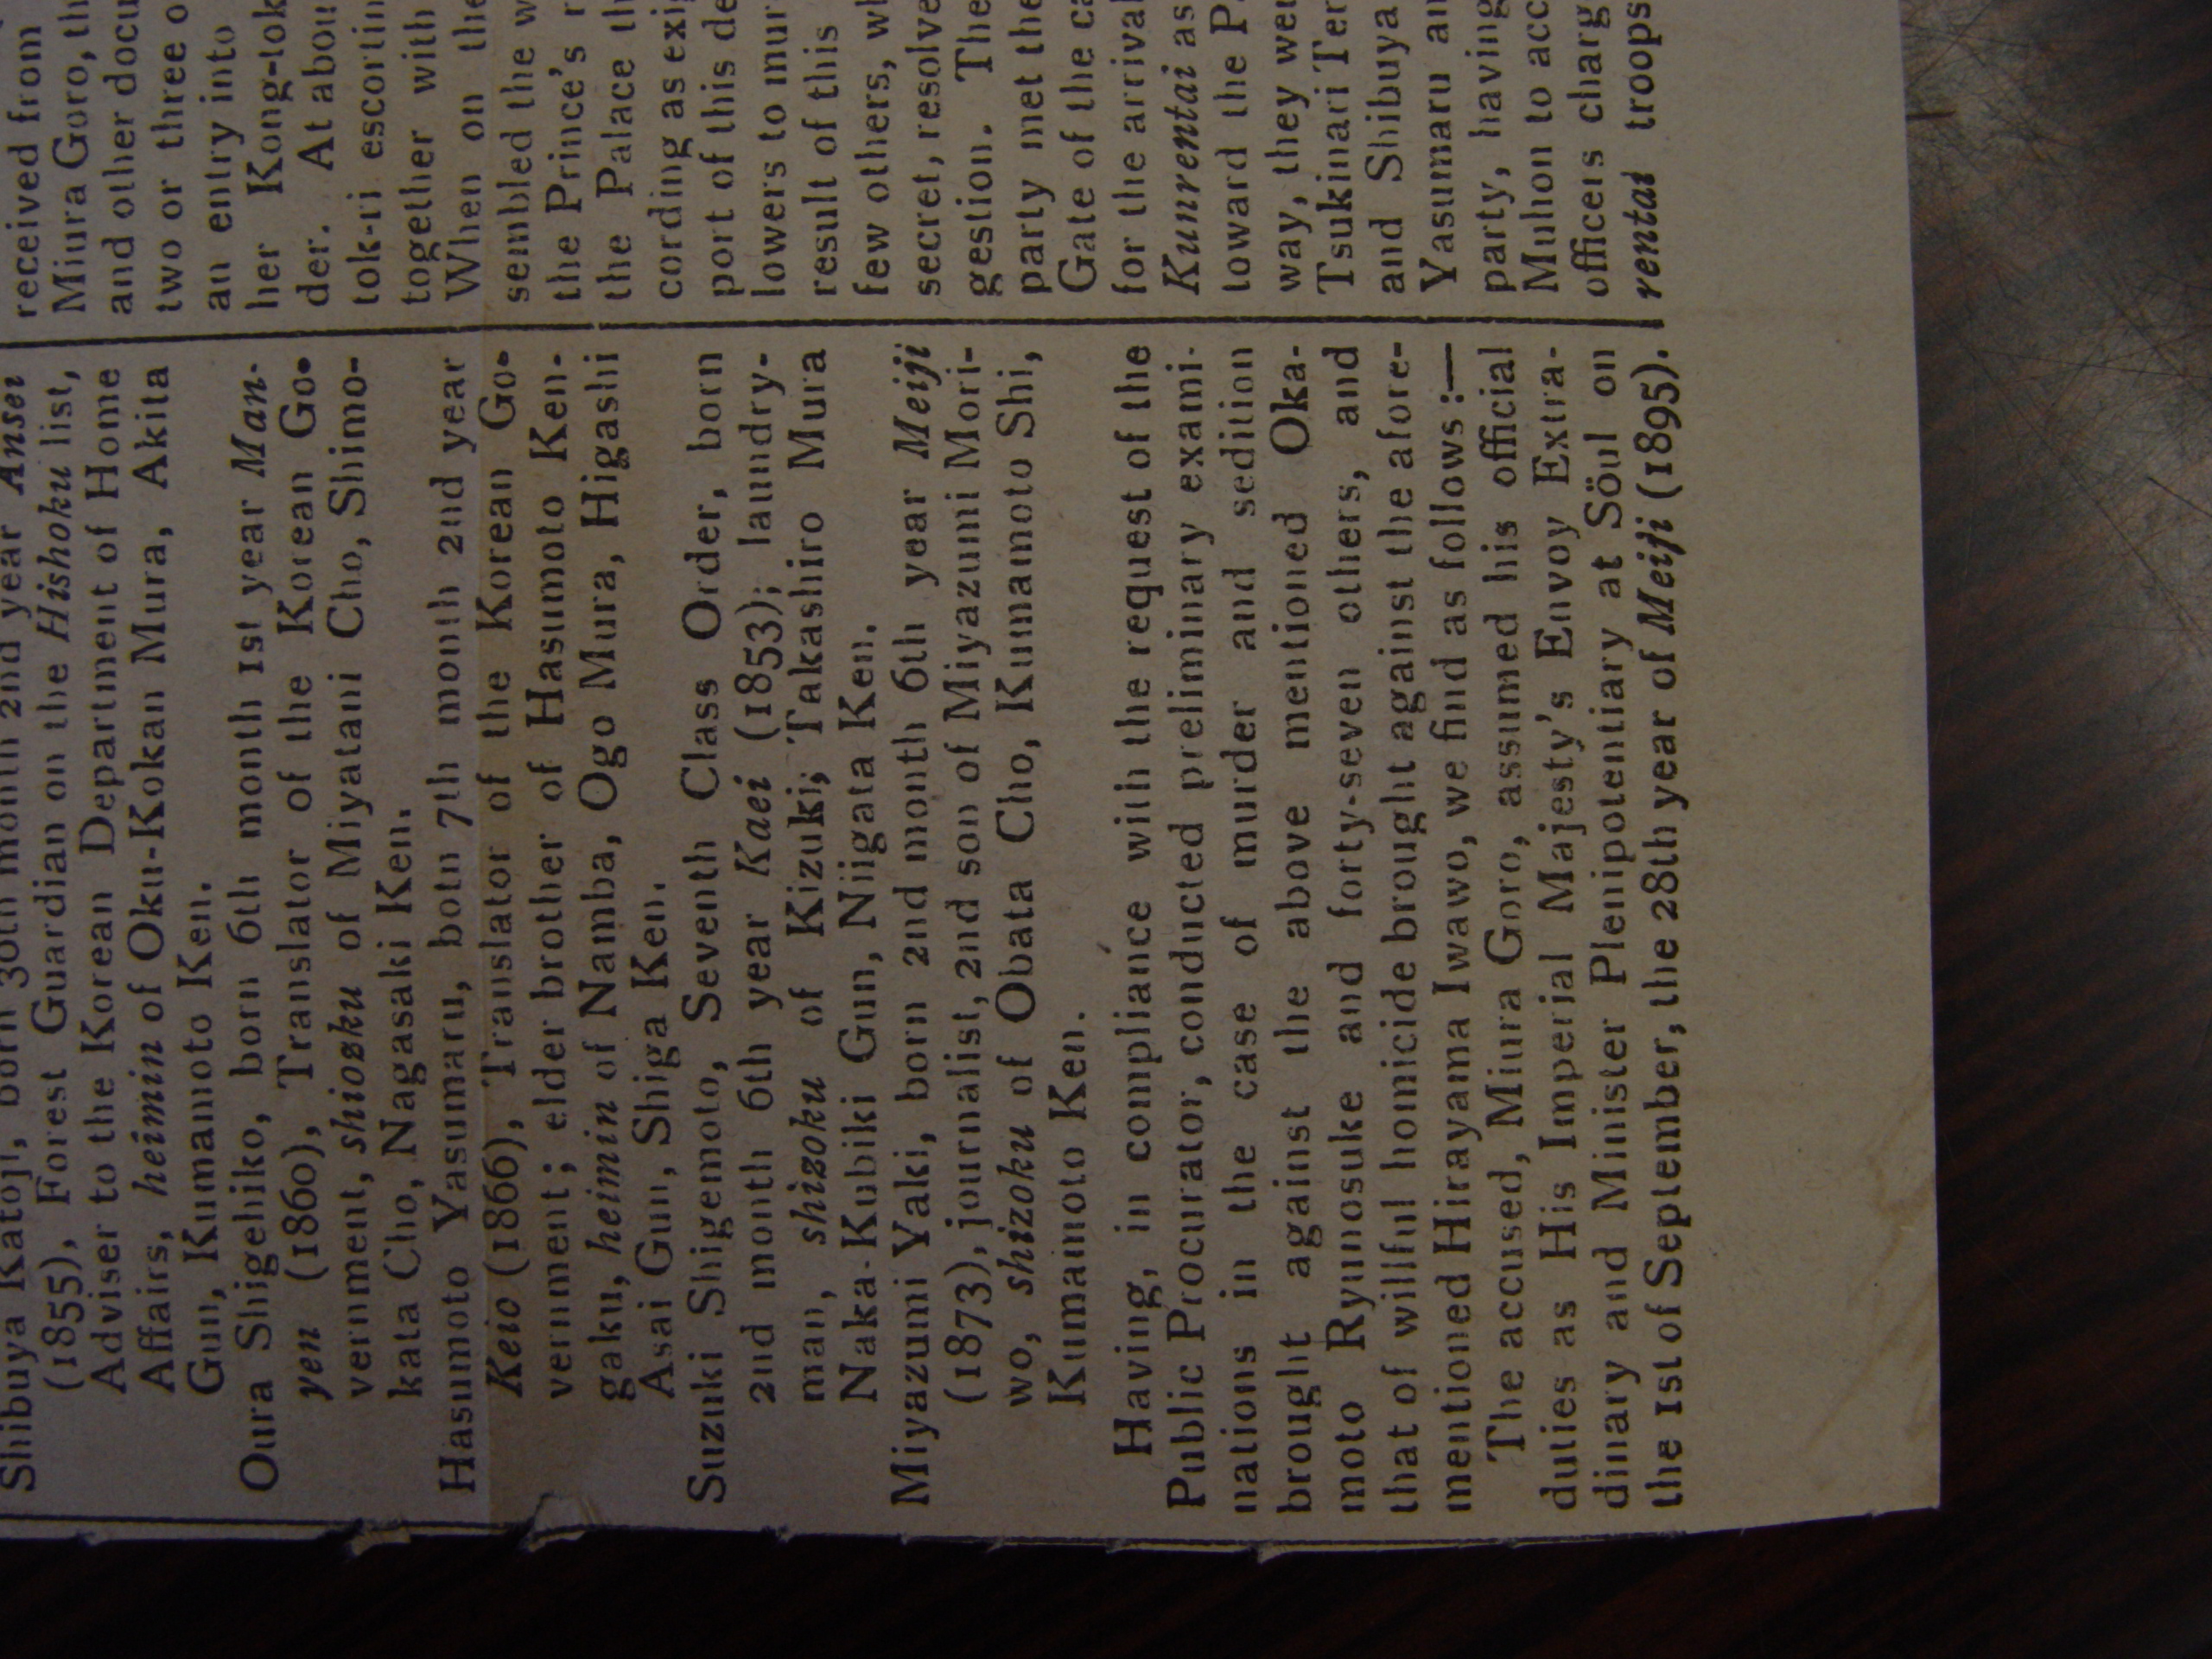 Shibuya Katoji, born 30th month 2nd year Ansei
(1855), Forest Guardian on the Hishoku list,
Adviser to the Korean Department of Home
Affairs, heimin of Oku-Kokan Mura, Akita
Gun, Kumamoto Ken.
Oura Shigehiko, born 6th month 1st year Man-
yen (1860), Translator of the Korean Go-
vernment, shiozku of Miyatani Cho, Shimo-
kata Cho, Nagasaki Ken.
Hasumoto Yasumaru, born 7th month 2nd year
Keio (1866), Translator of the Korean Go-
vernment; elder brother of Hasumoto Ken-
gaku, heimin of Namba, Ogo Mura, Higashi
Asai Gun, Shiga Ken.
Suzuki Shigemoto, Seventh Class Order, born
2nd month 6th year Kaei (1853); laundry-
man, shizoku of Kizuki; Takashiro Mura
Naka-Kubiki Gun, Niigata Ken.
Miyazumi Yaki, born 2nd month 6th year Meiji
(1873), journalist, 2nd son of Miyazumi Mori-
wo, shizoku of Obata Cho, Kumamoto Shi,
Kumamoto Ken.
Having, in compliance with the request of the
Public Procurator, conducted preliminary exami-
nations in the case of murder and sedition
brought against the above mentioned Oka-
moto Ryunosuke and forty-seven others, and
that of willful homicide brought against the afore-
mentioned Hirayama Iwawo, we find as follows:—
The accused, Miura Goro, assumed his official
duties as His Imperial Majesty's Envoy Extra-
dinary and Minister Plenipotentiary at Söul on
the 1st of September, the 28th year of Meiji (1895).
received from
Miura Goro, th
and other docu
two or three o
an entry into
her Kong-tok
der. At abou
tok-ri escortin
together with
When on the
sembled the w
the Prince's r
the Palace th
cording as exi
port of this de
lowers to mur
result of this
few others, w
secret, resolve
gestion. The
party met the
Gate of the ca
for the arrival
Kunrentai as
toward the P
way, they we
Tsukinari Ter
and Shibuya
Yasumaru an
party, having
Muhon to acc
officers charg
rentai troops